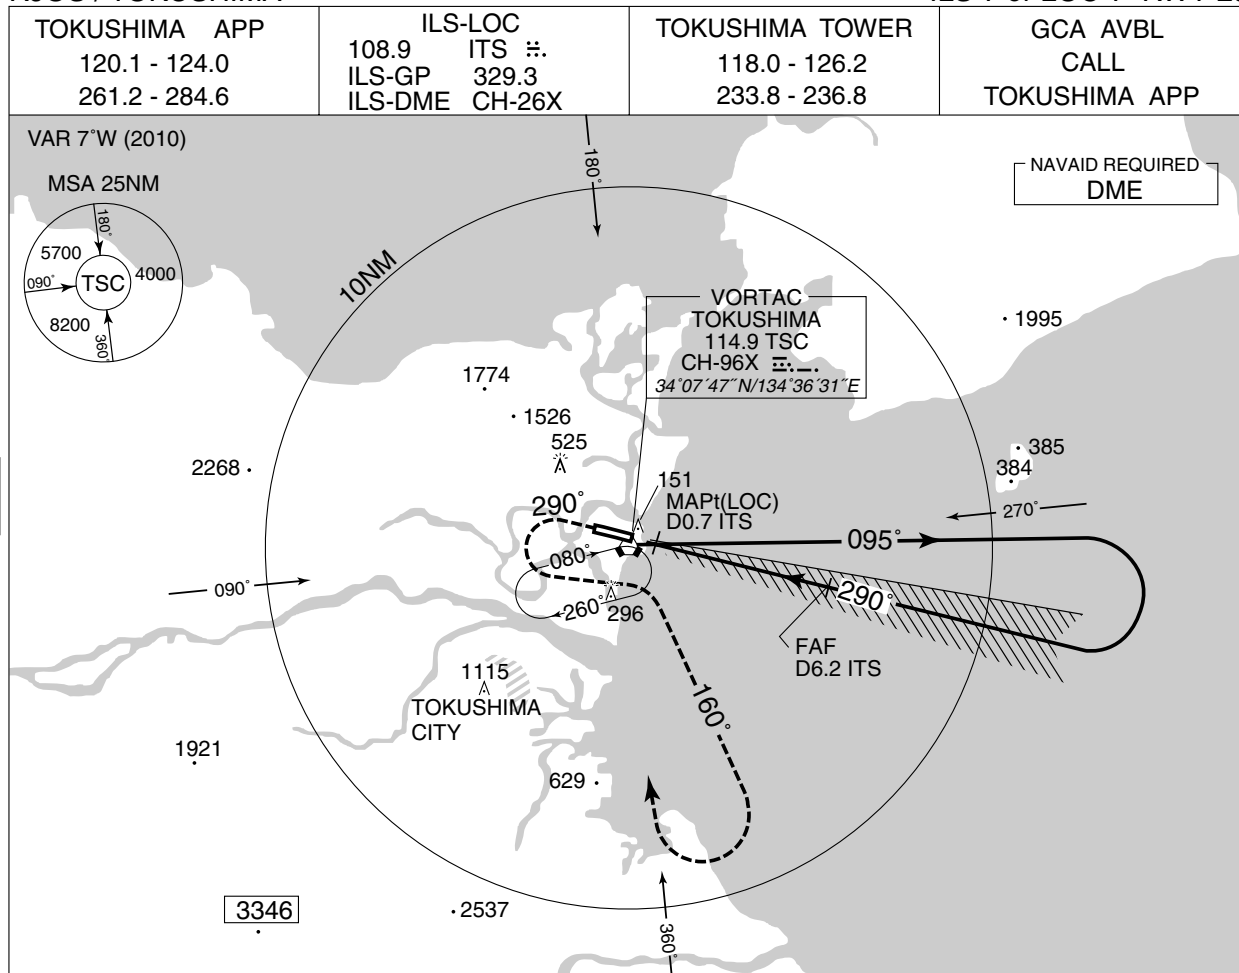 TOKUSHIMA APP
120.1 - 124.0
261.2 - 284.6
ILS-LOC
108.9 ITS
ILS-GP 329.3
ILS-DME CH-26X
TOKUSHIMA TOWER
118.0 - 126.2
233.8 - 236.8
GCA AVBL
CALL
TOKUSHIMA APP
VAR 7°W (2010)
MSA 25NM
180°
5700
4000
090°
TSC
8200
360°
180°
NAVAID REQUIRED
DME
10NM
VORTAC
TOKUSHIMA
114.9 TSC
CH-96X
34°07´47˝N/134°36´31˝E
1995
1774
1526
525
2268
385
384
151
MAPt(LOC)
D0.7 ITS
290°
270°
095°
080°
090°
260°
296
290°
FAF
D6.2 ITS
1115
TOKUSHIMA
CITY
160°
1921
629
3346
2537
360°